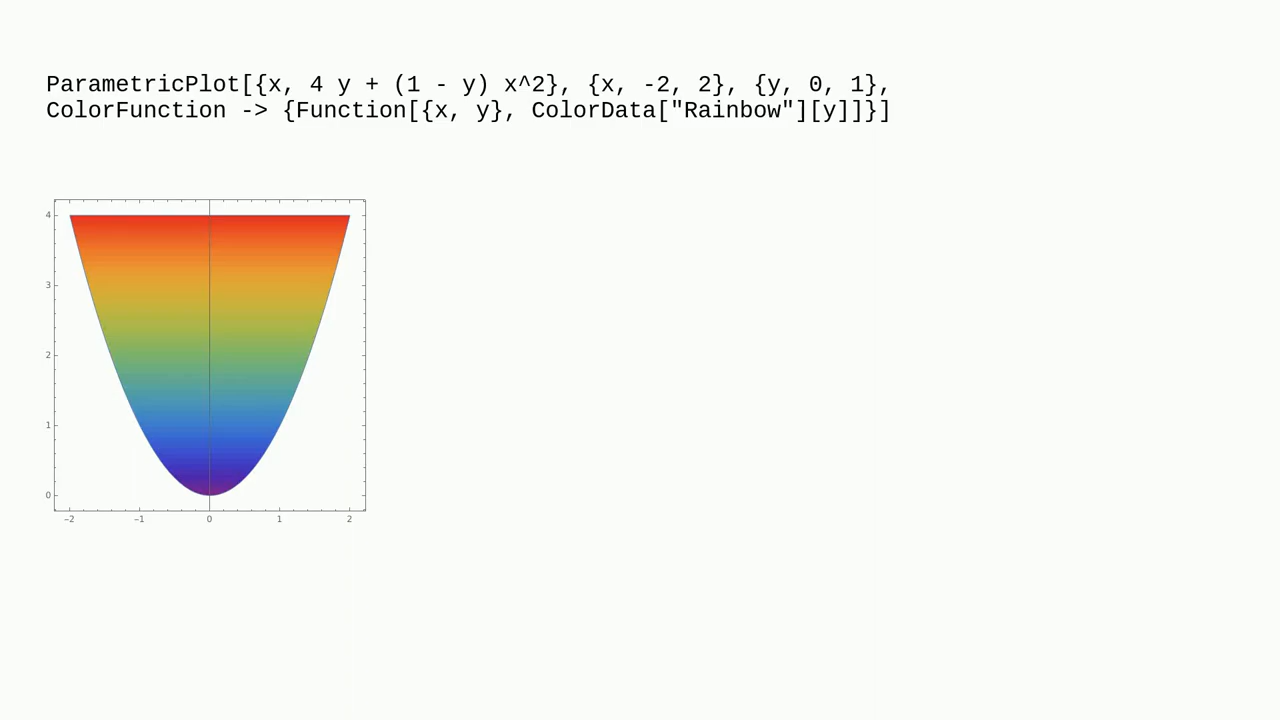 ParametricPlot[{x, 4 y + (1 - y) x^2}, {x, -2, 2}, {y, 0, 1},
ColorFunction -> {Function[{x, y}, ColorData["Rainbow"][y]]}]
4
3
2
1
0
−2 −1 0 1 2